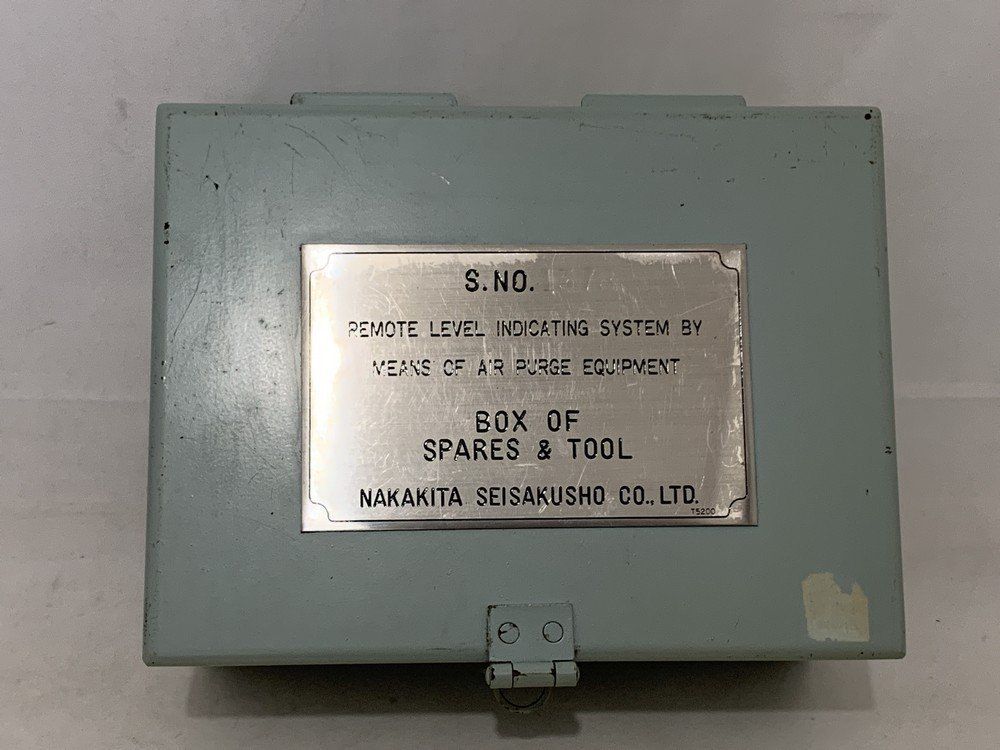 S.NO.
REMOTE LEVEL INDICATING SYSTEM BY
MEANS OF AIR PURGE EQUIPMENT
BOX OF
SPARES & TOOL
NAKAKITA SEISAKUSHO CO., LTD.
T5200